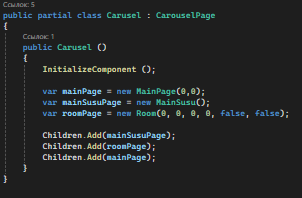 Ссылок: 5
public partial class Carusel : CarouselPage
{
Ссылок: 1
public Carusel ()
{
InitializeComponent ();
var mainPage = new MainPage(0,0);
var mainSusuPage = new MainSusu();
var roomPage = new Room(0, 0, 0, 0, false, false);
Children.Add(mainSusuPage);
Children.Add(roomPage);
Children.Add(mainPage);
}
}